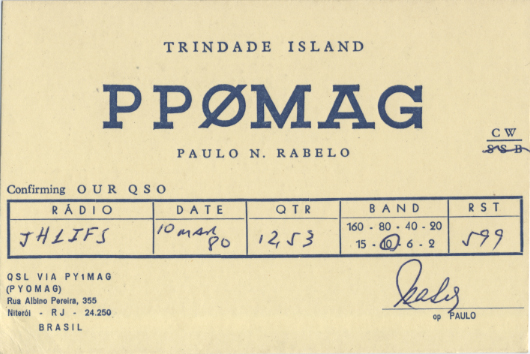 TRINDADE ISLAND
PPØMAG
PAULO N. RABELO
CW
SSB
Confirming OUR QSO
RÁDIO DATE QTR BAND RST
JH1IFS 10 MAR 80 12,53 160 - 80 - 40 - 20 599
15 - 10 - 6 - 2
QSL VIA PY1MAG
(PY0MAG)
Rua Albino Pereira, 355
Niterói - RJ - 24.250
BRASIL
op PAULO